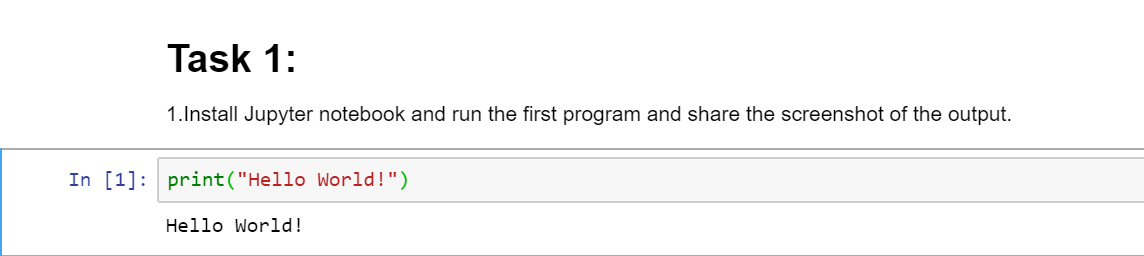 Task 1:
1.Install Jupyter notebook and run the first program and share the screenshot of the output.
In [1]: print("Hello World!")
Hello World!